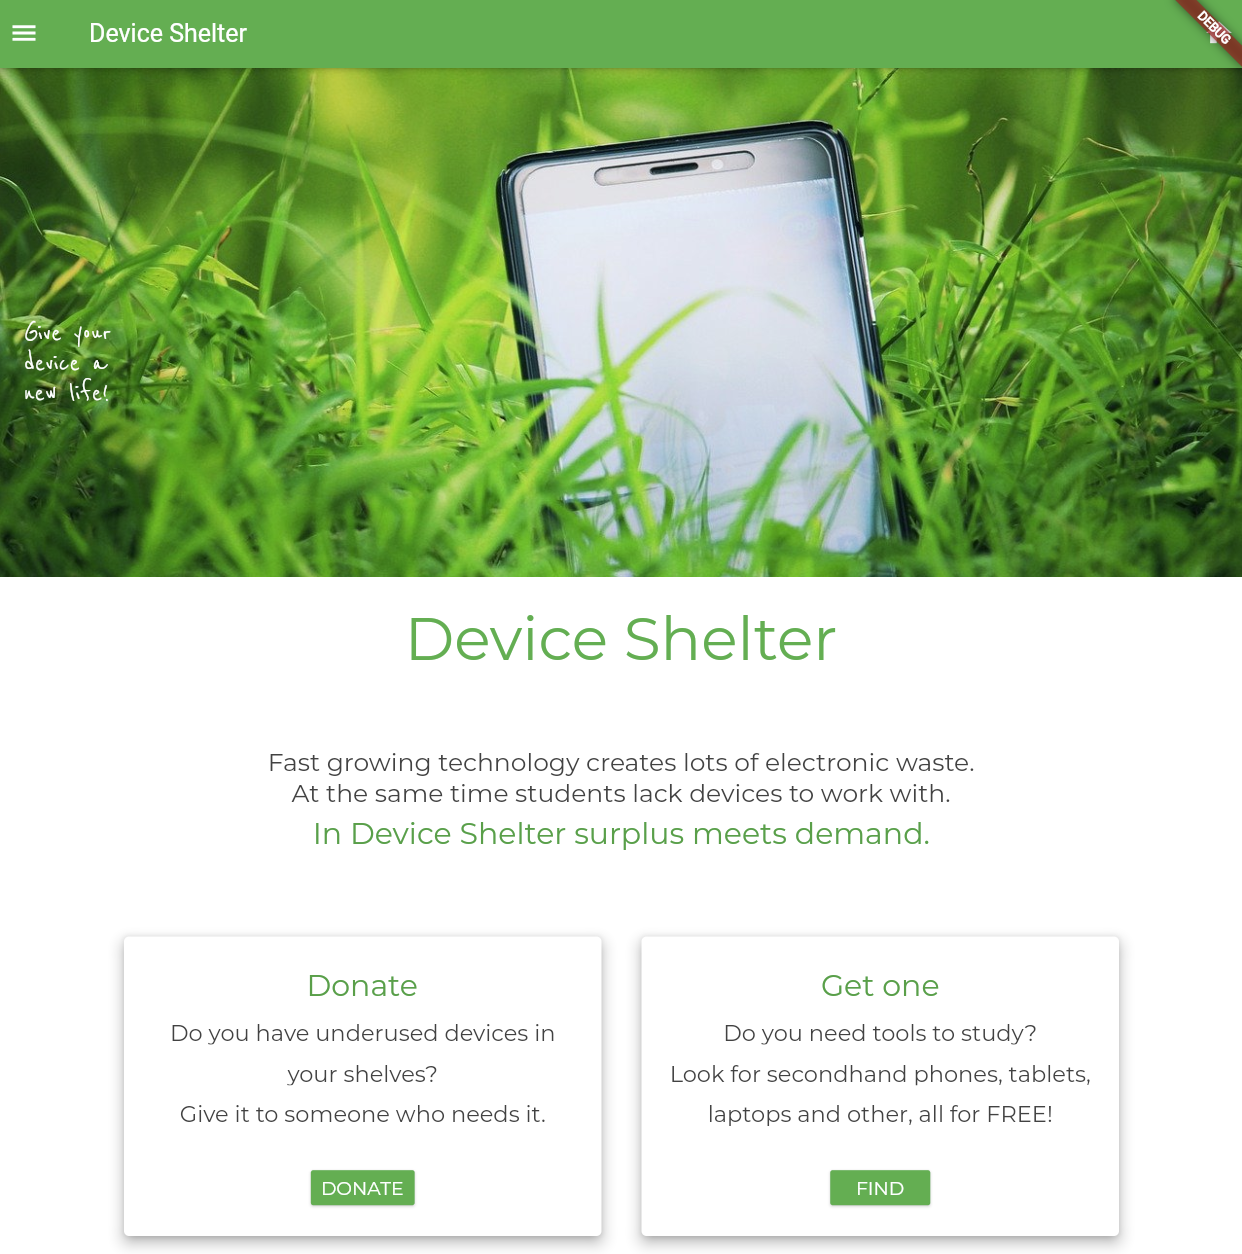 Device Shelter
DEBUG
Give your
device a
new life!
Device Shelter
Fast growing technology creates lots of electronic waste.
At the same time students lack devices to work with.
In Device Shelter surplus meets demand.
Donate
Do you have underused devices in
your shelves?
Give it to someone who needs it.
DONATE
Get one
Do you need tools to study?
Look for secondhand phones, tablets,
laptops and other, all for FREE!
FIND